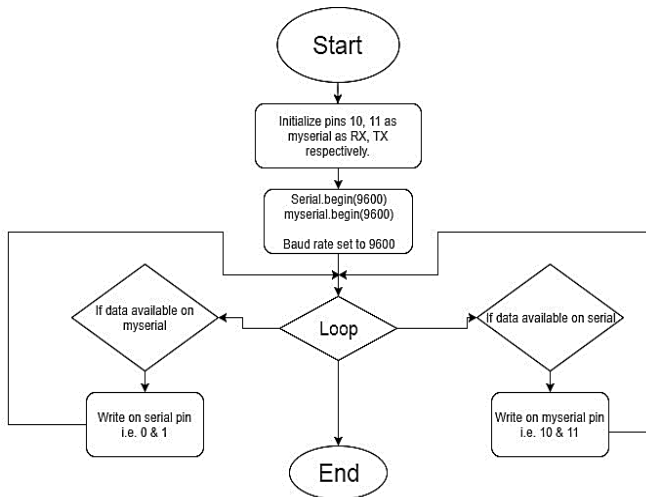 Start
Initialize pins 10, 11 as
myserial as RX, TX
respectively.
Serial.begin(9600)
myserial.begin(9600)
Baud rate set to 9600
If data available on
myserial
Loop
If data available on serial
Write on serial pin
i.e. 0 & 1
Write on myserial pin
i.e. 10 & 11
End